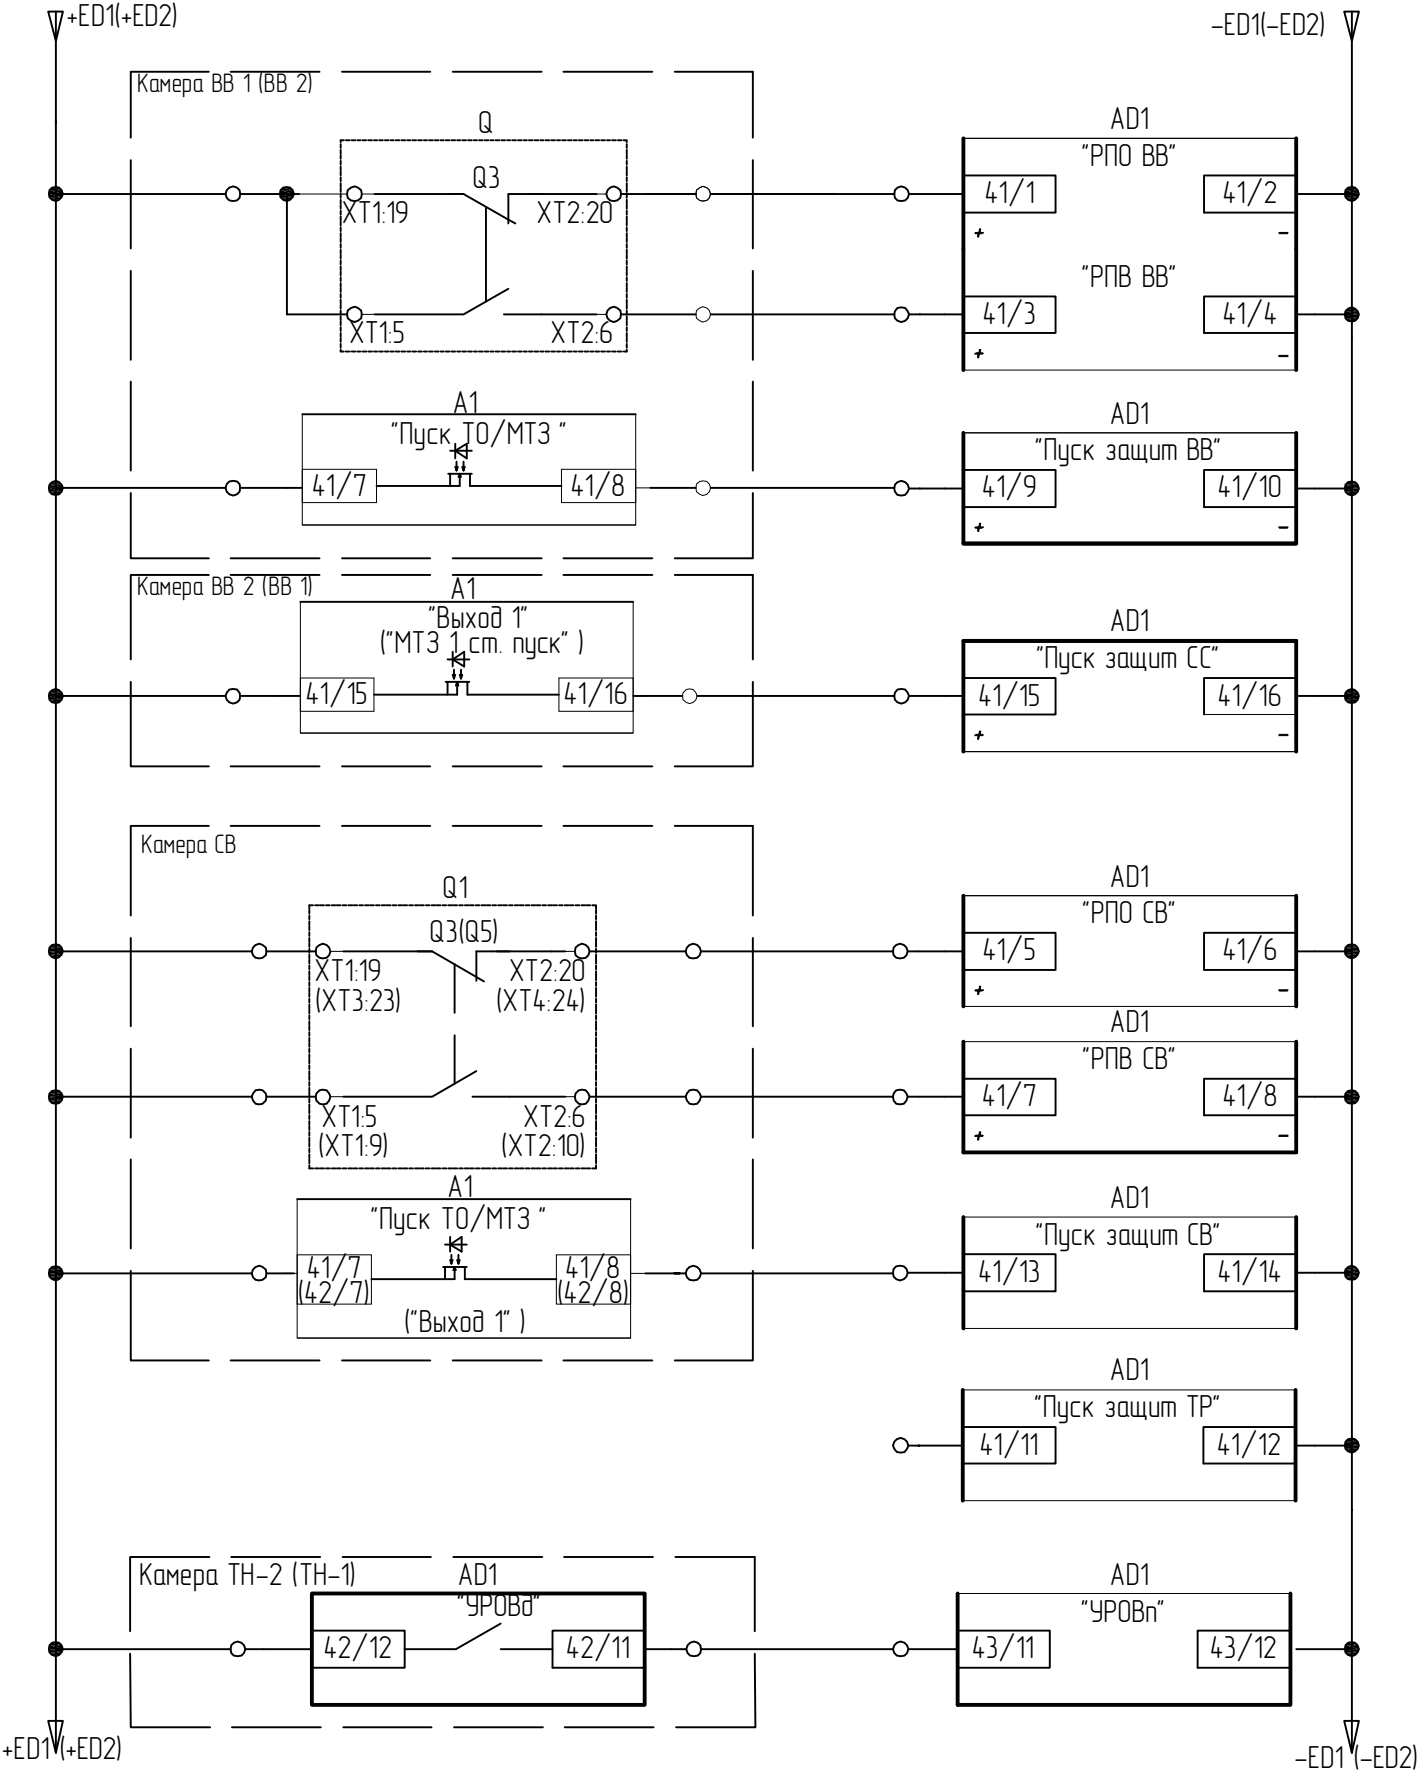 +ED1(+ED2)
-ED1(-ED2)
Камера ВВ 1 (ВВ 2)
Q
Q3
XT1:19
XT2:20
XT1:5
XT2:6
AD1
"РПО ВВ"
41/1
41/2
+
-
"РПВ ВВ"
41/3
41/4
+
-
A1
"Пуск ТО/МТЗ "
41/7
41/8
AD1
"Пуск защит ВВ"
41/9
41/10
+
-
Камера ВВ 2 (ВВ 1)
A1
"Выход 1"
("МТЗ 1 ст. пуск" )
41/15
41/16
AD1
"Пуск защит СС"
41/15
41/16
+
-
Камера СВ
Q1
Q3(Q5)
XT1:19
(XT3:23)
XT2:20
(XT4:24)
XT1:5
(XT1:9)
XT2:6
(XT2:10)
AD1
"РПО СВ"
41/5
41/6
+
-
AD1
"РПВ СВ"
41/7
41/8
+
-
A1
"Пуск ТО/МТЗ "
41/7
(42/7)
41/8
(42/8)
("Выход 1" )
AD1
"Пуск защит СВ"
41/13
41/14
AD1
"Пуск защит ТР"
41/11
41/12
Камера ТН-2 (ТН-1)
AD1
"УРОВд"
42/12
42/11
AD1
"УРОВп"
43/11
43/12
+ED1 (+ED2)
-ED1 (-ED2)